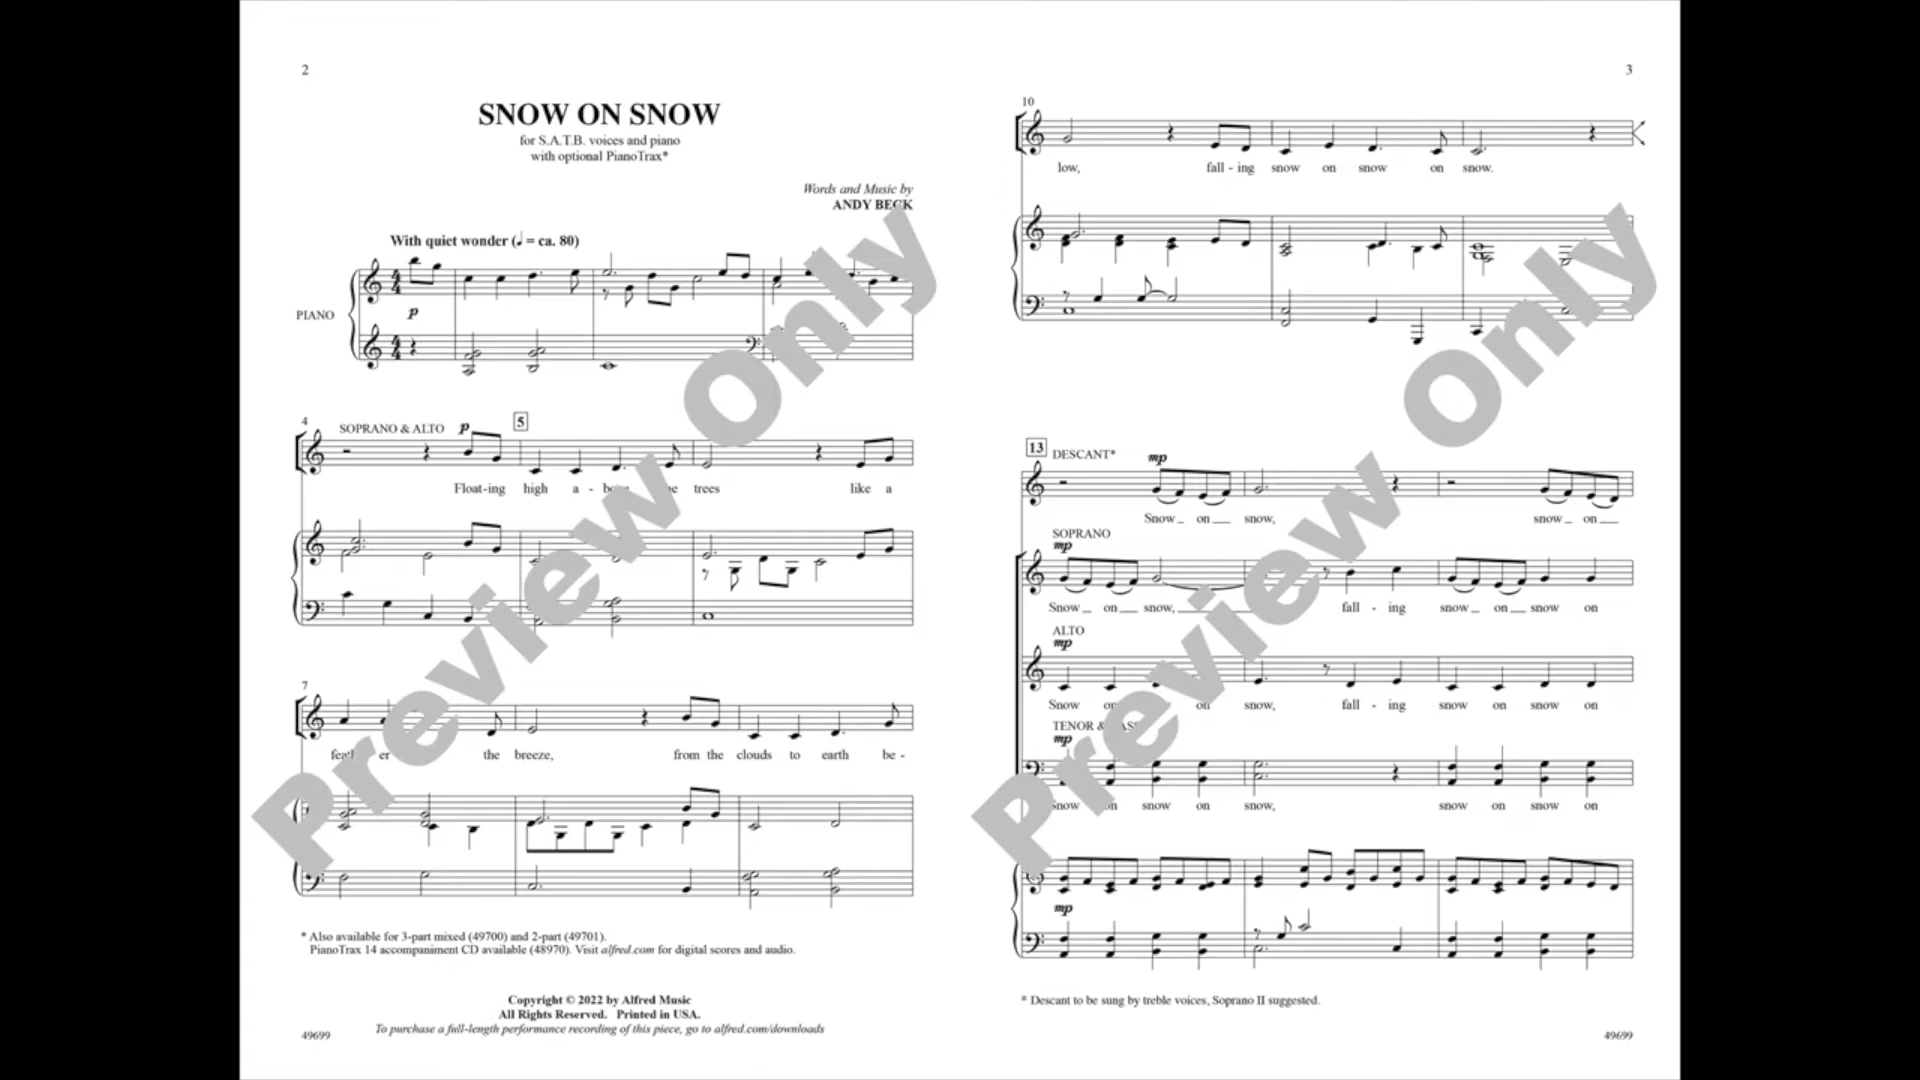 2
SNOW ON SNOW
for S.A.T.B. voices and piano
with optional PianoTrax*
Words and Music by
ANDY BECK
With quiet wonder (♩ = ca. 80)
PIANO
p
4
SOPRANO & ALTO
p
5
Float-ing high a - the trees like a
7
feath er the breeze, from the clouds to earth be -
* Also available for 3-part mixed (49700) and 2-part (49701).
PianoTrax 14 accompaniment CD available (48970). Visit alfred.com for digital scores and audio.
Copyright © 2022 by Alfred Music
All Rights Reserved. Printed in USA.
To purchase a full-length performance recording of this piece, go to alfred.com/downloads
49699
Preview Only
3
10
low, fall - ing snow on snow on snow.
13
DESCANT*
mp
Snow on snow, snow on
SOPRANO
mp
Snow on snow, fall - ing snow on snow on
ALTO
mp
Snow on on snow, fall - ing snow on snow on
TENOR & BASS
mp
Snow on snow on snow, snow on snow on
mp
* Descant to be sung by treble voices, Soprano II suggested.
49699
Preview Only